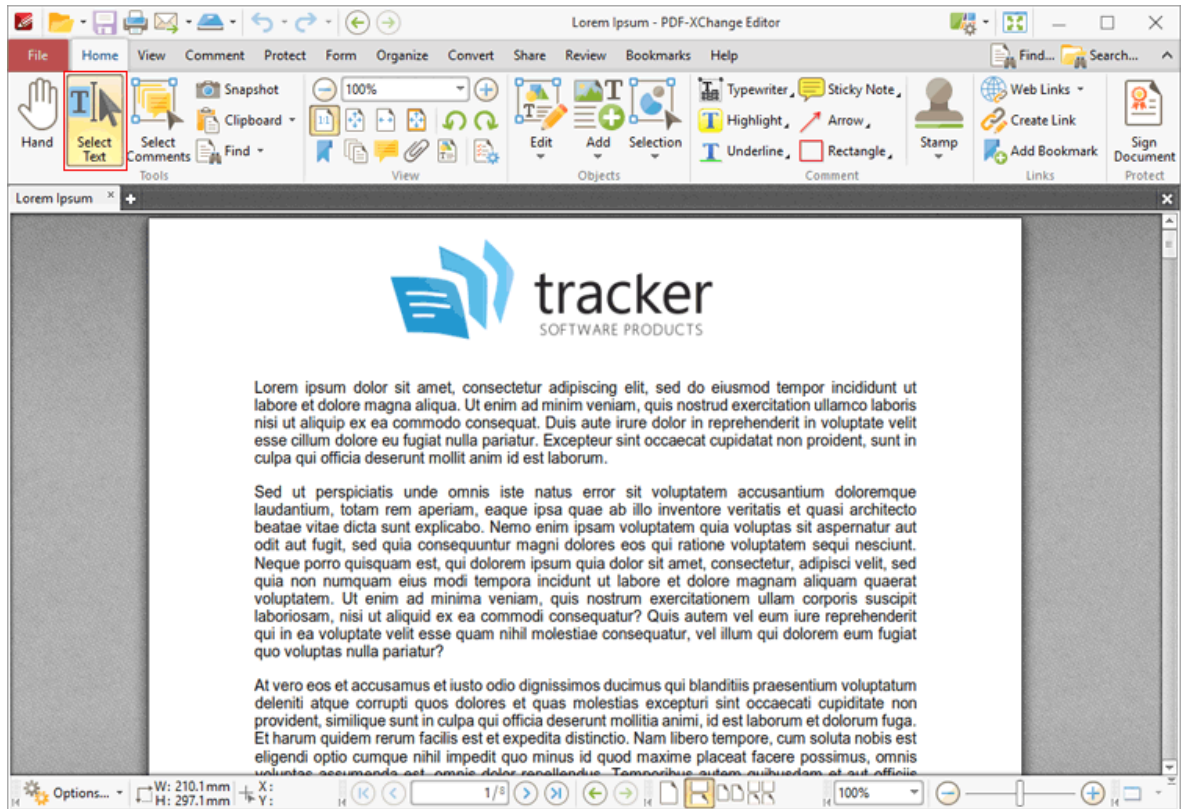 Lorem Ipsum - PDF-XChange Editor
File Home View Comment Protect Form Organize Convert Share Review Bookmarks Help Find... Search...
Hand
Select Text
Select Comments
Snapshot
Clipboard
Find
Tools
100%
1:1
View
Edit
Add
Selection
Objects
Typewriter Sticky Note
Highlight Arrow
Underline Rectangle
Stamp
Comment
Web Links
Create Link
Add Bookmark
Links
Sign Document
Protect
Lorem Ipsum
tracker
SOFTWARE PRODUCTS
Lorem ipsum dolor sit amet, consectetur adipiscing elit, sed do eiusmod tempor incididunt ut
labore et dolore magna aliqua. Ut enim ad minim veniam, quis nostrud exercitation ullamco laboris
nisi ut aliquip ex ea commodo consequat. Duis aute irure dolor in reprehenderit in voluptate velit
esse cillum dolore eu fugiat nulla pariatur. Excepteur sint occaecat cupidatat non proident, sunt in
culpa qui officia deserunt mollit anim id est laborum.
Sed ut perspiciatis unde omnis iste natus error sit voluptatem accusantium doloremque
laudantium, totam rem aperiam, eaque ipsa quae ab illo inventore veritatis et quasi architecto
beatae vitae dicta sunt explicabo. Nemo enim ipsam voluptatem quia voluptas sit aspernatur aut
odit aut fugit, sed quia consequuntur magni dolores eos qui ratione voluptatem sequi nesciunt.
Neque porro quisquam est, qui dolorem ipsum quia dolor sit amet, consectetur, adipisci velit, sed
quia non numquam eius modi tempora incidunt ut labore et dolore magnam aliquam quaerat
voluptatem. Ut enim ad minima veniam, quis nostrum exercitationem ullam corporis suscipit
laboriosam, nisi ut aliquid ex ea commodi consequatur? Quis autem vel eum iure reprehenderit
qui in ea voluptate velit esse quam nihil molestiae consequatur, vel illum qui dolorem eum fugiat
quo voluptas nulla pariatur?
At vero eos et accusamus et iusto odio dignissimos ducimus qui blanditiis praesentium voluptatum
deleniti atque corrupti quos dolores et quas molestias excepturi sint occaecati cupiditate non
provident, similique sunt in culpa qui officia deserunt mollitia animi, id est laborum et dolorum fuga.
Et harum quidem rerum facilis est et expedita distinctio. Nam libero tempore, cum soluta nobis est
eligendi optio cumque nihil impedit quo minus id quod maxime placeat facere possimus, omnis
voluptas assumenda est, omnis dolor repellendus. Temporibus autem quibusdam et aut officiis
Options...
W: 210.1mm
H: 297.1mm
X:
Y:
1/8
100%